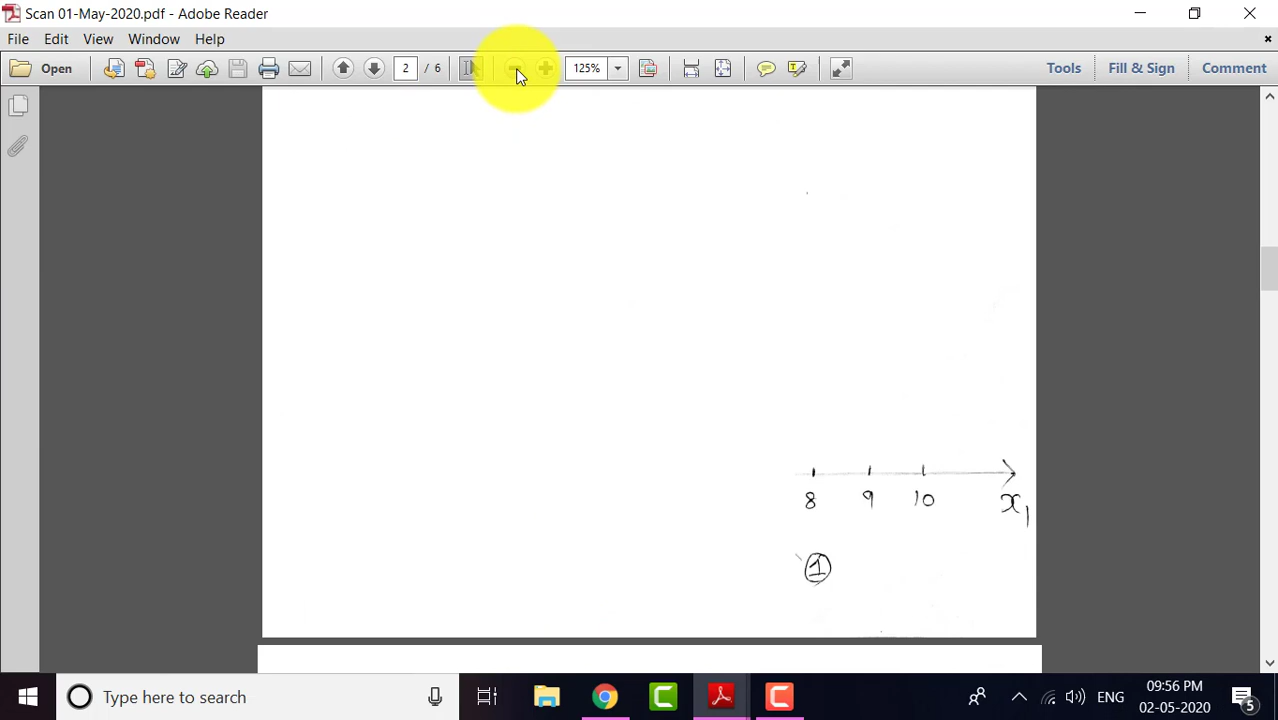 Scan 01-May-2020.pdf - Adobe Reader
File Edit View Window Help
Open 2 / 6 125% Tools Fill & Sign Comment
8 9 10 x₁
①
Type here to search ENG 09:56 PM
02-05-2020 5